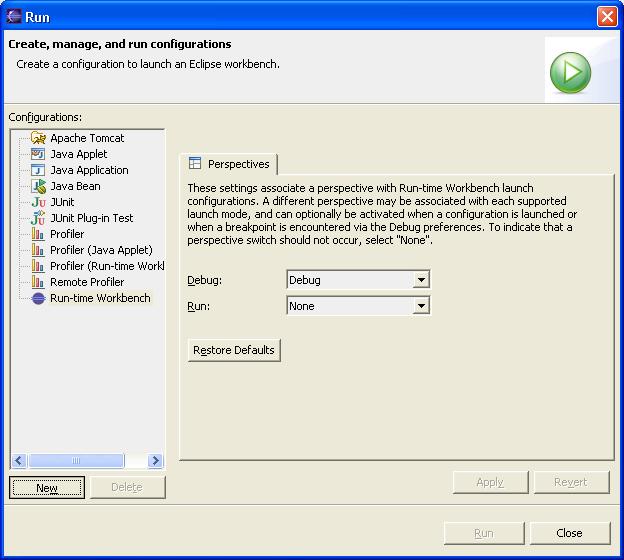 Run
Create, manage, and run configurations
Create a configuration to launch an Eclipse workbench.
Configurations:
Apache Tomcat
Java Applet
Java Application
Java Bean
JUnit
JUnit Plug-in Test
Profiler
Profiler (Java Applet)
Profiler (Run-time Workl
Remote Profiler
Run-time Workbench
New
Delete
Perspectives
These settings associate a perspective with Run-time Workbench launch
configurations. A different perspective may be associated with each supported
launch mode, and can optionally be activated when a configuration is launched or
when a breakpoint is encountered via the Debug preferences. To indicate that a
perspective switch should not occur, select "None".
Debug: Debug
Run: None
Restore Defaults
Apply Revert
Run Close